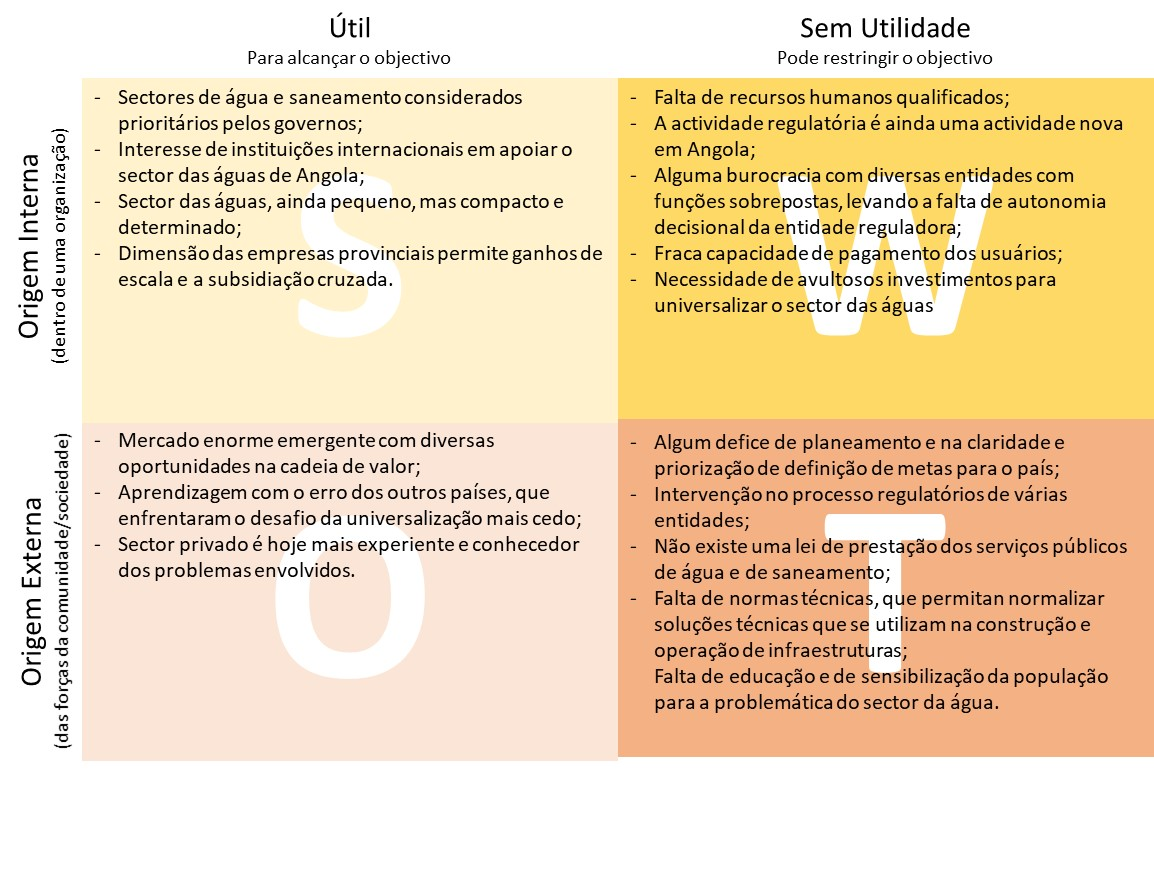 Útil
Para alcançar o objectivo
Sem Utilidade
Pode restringir o objectivo
Origem Interna
(dentro de uma organização)
- Sectores de água e saneamento considerados
prioritários pelos governos;
- Interesse de instituições internacionais em apoiar o
sector das águas de Angola;
- Sector das águas, ainda pequeno, mas compacto e
determinado;
- Dimensão das empresas provinciais permite ganhos de
escala e a subsidiação cruzada.
S
- Falta de recursos humanos qualificados;
- A actividade regulatória é ainda uma actividade nova
em Angola;
- Alguma burocracia com diversas entidades com
funções sobrepostas, levando a falta de autonomia
decisional da entidade reguladora;
- Fraca capacidade de pagamento dos usuários;
- Necessidade de avultosos investimentos para
universalizar o sector das águas
W
Origem Externa
(das forças da comunidade/sociedade)
- Mercado enorme emergente com diversas
oportunidades na cadeia de valor;
- Aprendizagem com o erro dos outros países, que
enfrentaram o desafio da universalização mais cedo;
- Sector privado é hoje mais experiente e conhecedor
dos problemas envolvidos.
O
- Algum defice de planeamento e na claridade e
priorização de definição de metas para o país;
- Intervenção no processo regulatórios de várias
entidades;
- Não existe uma lei de prestação dos serviços públicos
de água e de saneamento;
- Falta de normas técnicas, que permitan normalizar
soluções técnicas que se utilizam na construção e
operação de infraestruturas;
Falta de educação e de sensibilização da população
para a problemática do sector da água.
T